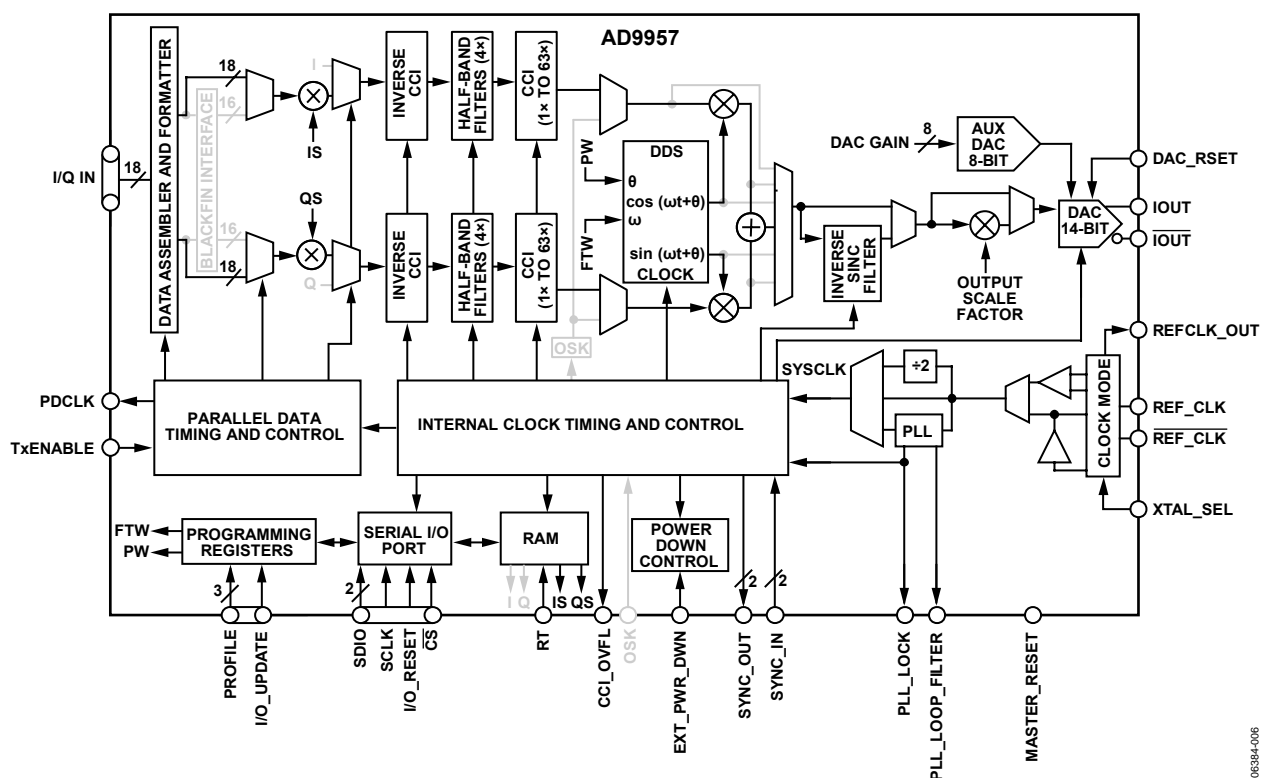 AD9957
I/Q IN
18
DATA ASSEMBLER AND FORMATTER
BLACKFIN INTERFACE
18
16
16
18
IS
QS
I
Q
INVERSE
CCI
HALF-BAND
FILTERS (4×)
CCI
(1× TO 63×)
INVERSE
CCI
HALF-BAND
FILTERS (4×)
CCI
(1× TO 63×)
OSK
PW
FTW
DDS
θ
cos (ωt+θ)
ω
sin (ωt+θ)
CLOCK
INVERSE
SINC
FILTER
OUTPUT
SCALE
FACTOR
DAC GAIN
8
AUX
DAC
8-BIT
DAC
14-BIT
DAC_RSET
IOUT
IOUT
REFCLK_OUT
REF_CLK
REF_CLK
XTAL_SEL
CLOCK MODE
SYSCLK
÷2
PLL
PDCLK
TxENABLE
PARALLEL DATA
TIMING AND CONTROL
INTERNAL CLOCK TIMING AND CONTROL
FTW
PW
PROGRAMMING
REGISTERS
SERIAL I/O
PORT
RAM
POWER
DOWN
CONTROL
3
2
I
Q
IS
QS
2
2
PROFILE
I/O_UPDATE
SDIO
SCLK
I/O_RESET
CS
RT
CCI_OVFL
OSK
EXT_PWR_DWN
SYNC_OUT
SYNC_IN
PLL_LOCK
PLL_LOOP_FILTER
MASTER_RESET
06384-006